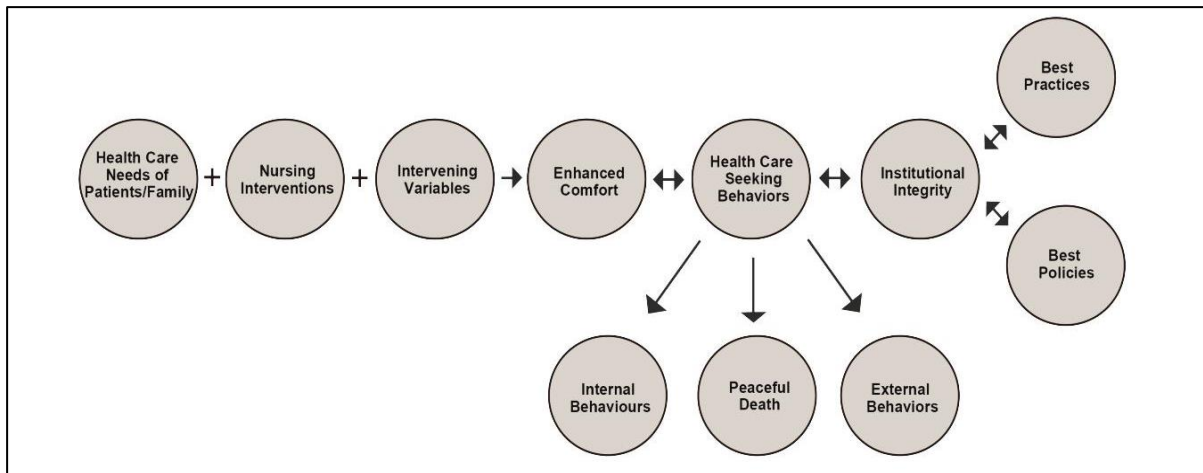 Health Care
Needs of
Patients/Family
+
Nursing
Interventions
+
Intervening
Variables
Enhanced
Comfort
Health Care
Seeking
Behaviors
Institutional
Integrity
Best
Practices
Best
Policies
Internal
Behaviours
Peaceful
Death
External
Behaviors